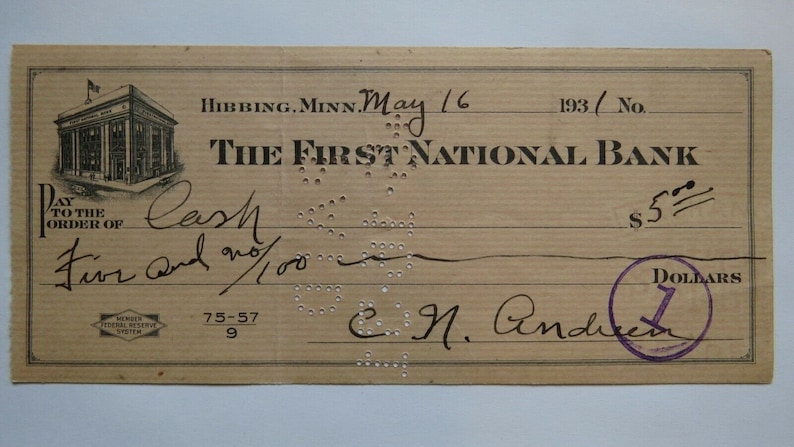 HIBBING, MINN. May 16 1931 No.
THE FIRST NATIONAL BANK
PAY TO THE ORDER OF Cash $5.00
Five and no/100
DOLLARS
MEMBER
FEDERAL RESERVE
SYSTEM
75-57
9
C N. Andreen
1